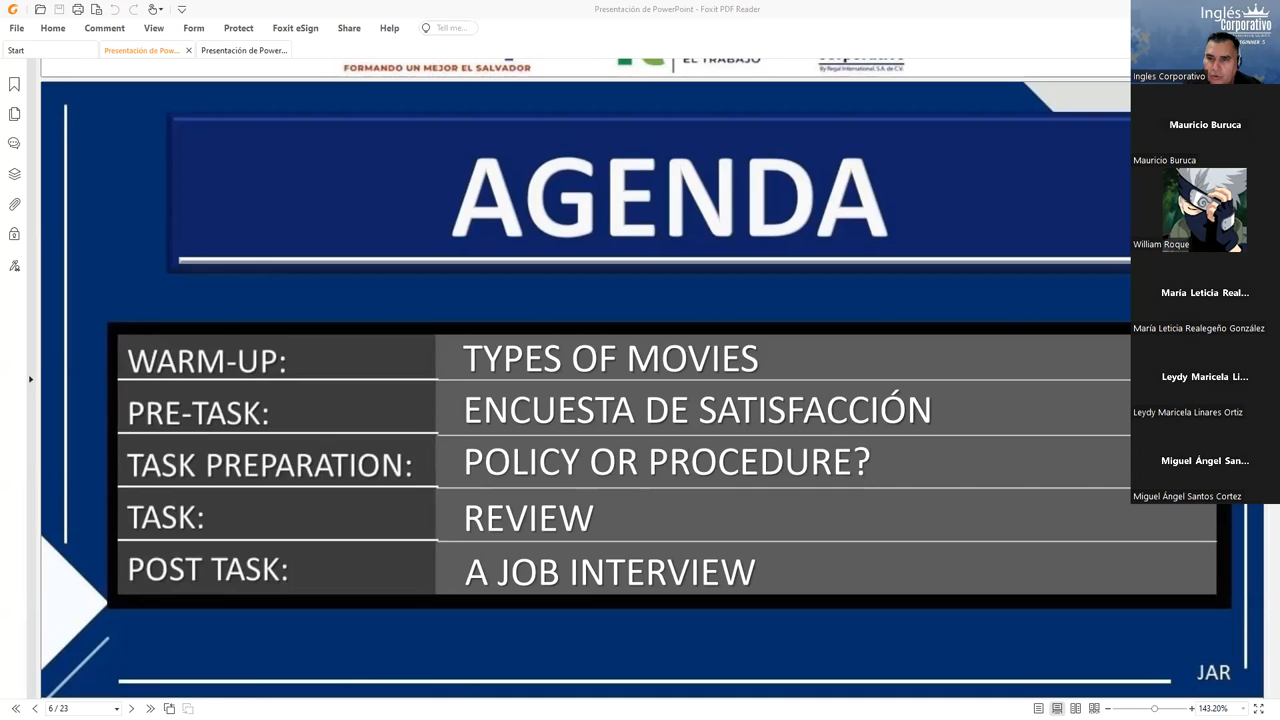 Presentación de PowerPoint - Foxit PDF Reader
File Home Comment View Form Protect Foxit eSign Share Help Tell me...
Start Presentación de Pow... Presentación de Power...
FORMANDO UN MEJOR EL SALVADOR
EL TRABAJO
By Regal International, S.A. de C.V.
AGENDA
WARM-UP: TYPES OF MOVIES
PRE-TASK: ENCUESTA DE SATISFACCIÓN
TASK PREPARATION: POLICY OR PROCEDURE?
TASK: REVIEW
POST TASK: A JOB INTERVIEW
JAR
6 / 23
143.20%
Inglés
Corporativo
Ingles Corporativo
Mauricio Buruca
Mauricio Buruca
William Roque
María Leticia Real...
María Leticia Realegeño González
Leydy Maricela Li...
Leydy Maricela Linares Ortiz
Miguel Ángel San...
Miguel Ángel Santos Cortez